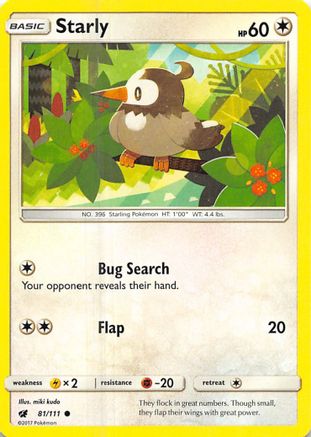 BASIC Starly HP 60
NO. 396 Starling Pokémon HT: 1'00" WT: 4.4 lbs.
Bug Search
Your opponent reveals their hand.
Flap 20
weakness × 2 resistance -20 retreat
Illus. miki kudo
81/111
©2017 Pokémon
They flock in great numbers. Though small,
they flap their wings with great power.